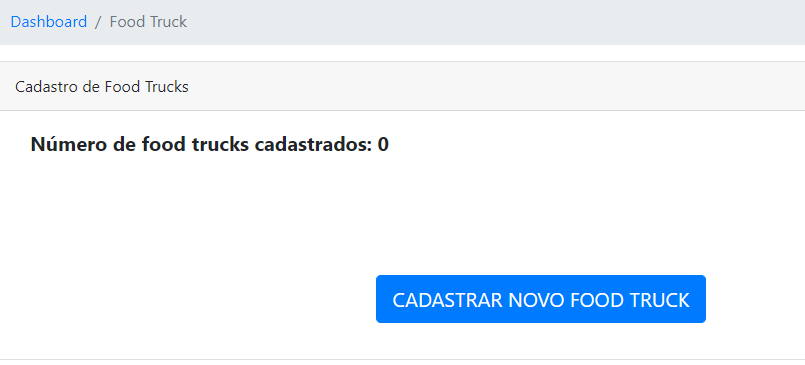 Dashboard / Food Truck
Cadastro de Food Trucks
Número de food trucks cadastrados: 0
CADASTRAR NOVO FOOD TRUCK